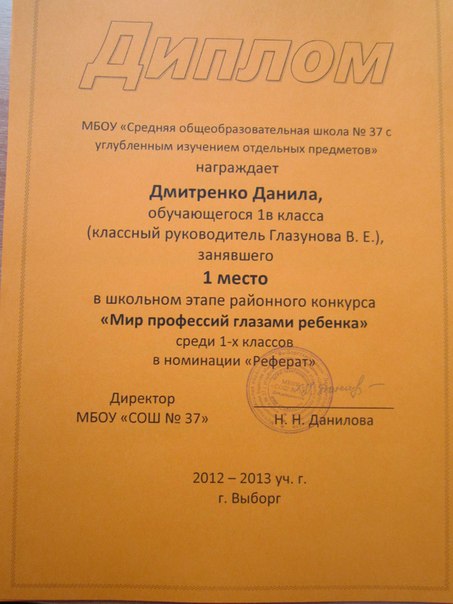 Диплом
МБОУ «Средняя общеобразовательная школа № 37 с
углубленным изучением отдельных предметов»
награждает
Дмитренко Данила,
обучающегося 1в класса
(классный руководитель Глазунова В. Е.),
занявшего
1 место
в школьном этапе районного конкурса
«Мир профессий глазами ребенка»
среди 1-х классов
в номинации «Реферат»
Директор
МБОУ «СОШ № 37»
Н. Н. Данилова
2012 – 2013 уч. г.
г. Выборг